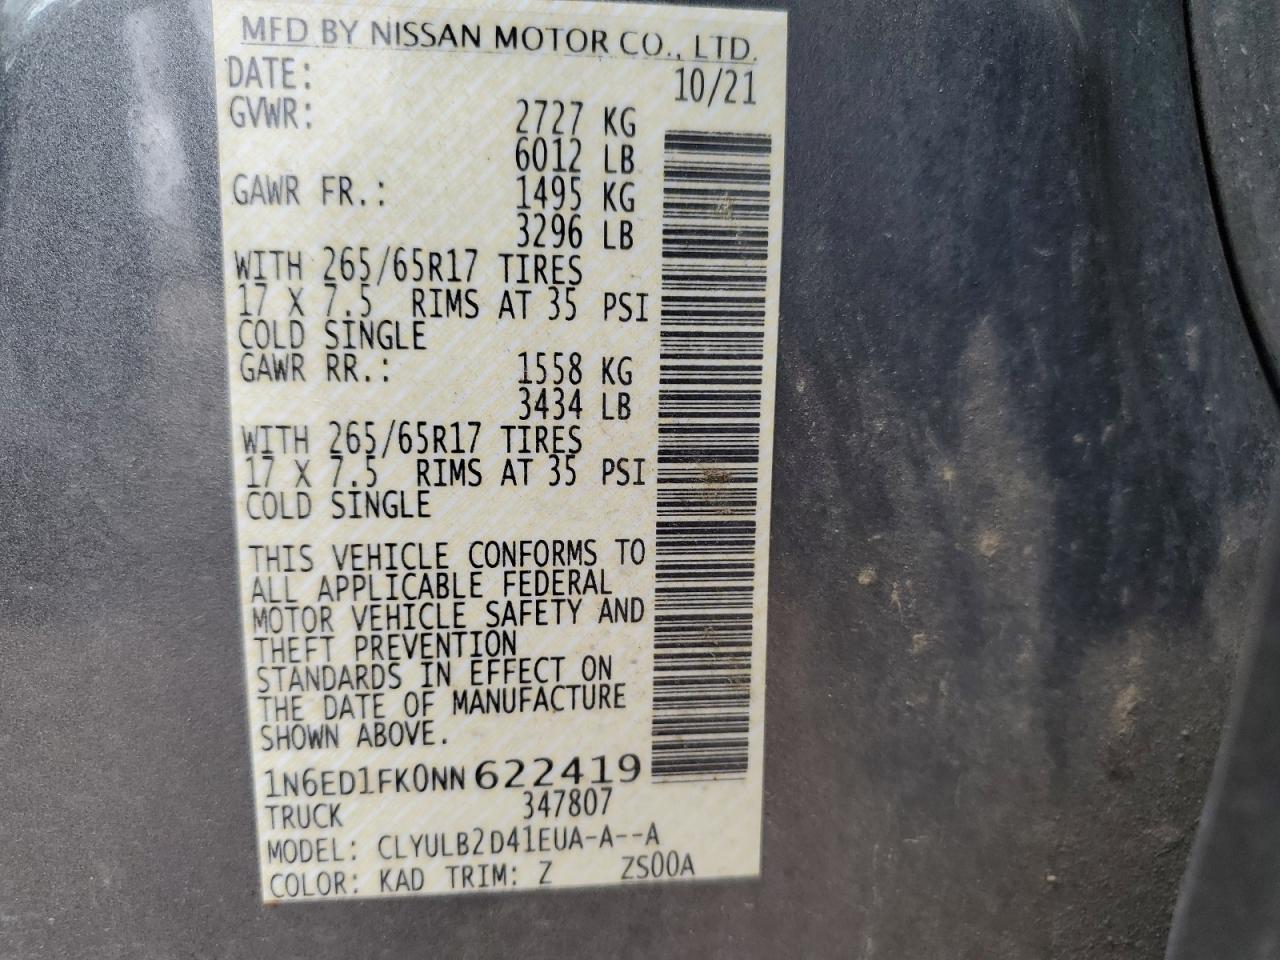 MFD BY NISSAN MOTOR CO., LTD.
DATE: 10/21
GVWR: 2727 KG
6012 LB
GAWR FR.: 1495 KG
3296 LB
WITH 265/65R17 TIRES
17 X 7.5 RIMS AT 35 PSI
COLD SINGLE
GAWR RR.: 1558 KG
3434 LB
WITH 265/65R17 TIRES
17 X 7.5 RIMS AT 35 PSI
COLD SINGLE
THIS VEHICLE CONFORMS TO
ALL APPLICABLE FEDERAL
MOTOR VEHICLE SAFETY AND
THEFT PREVENTION
STANDARDS IN EFFECT ON
THE DATE OF MANUFACTURE
SHOWN ABOVE.
1N6ED1FK0NN622419
TRUCK 347807
MODEL: CLYULB2D41EUA-A--A
COLOR: KAD TRIM: Z ZS00A